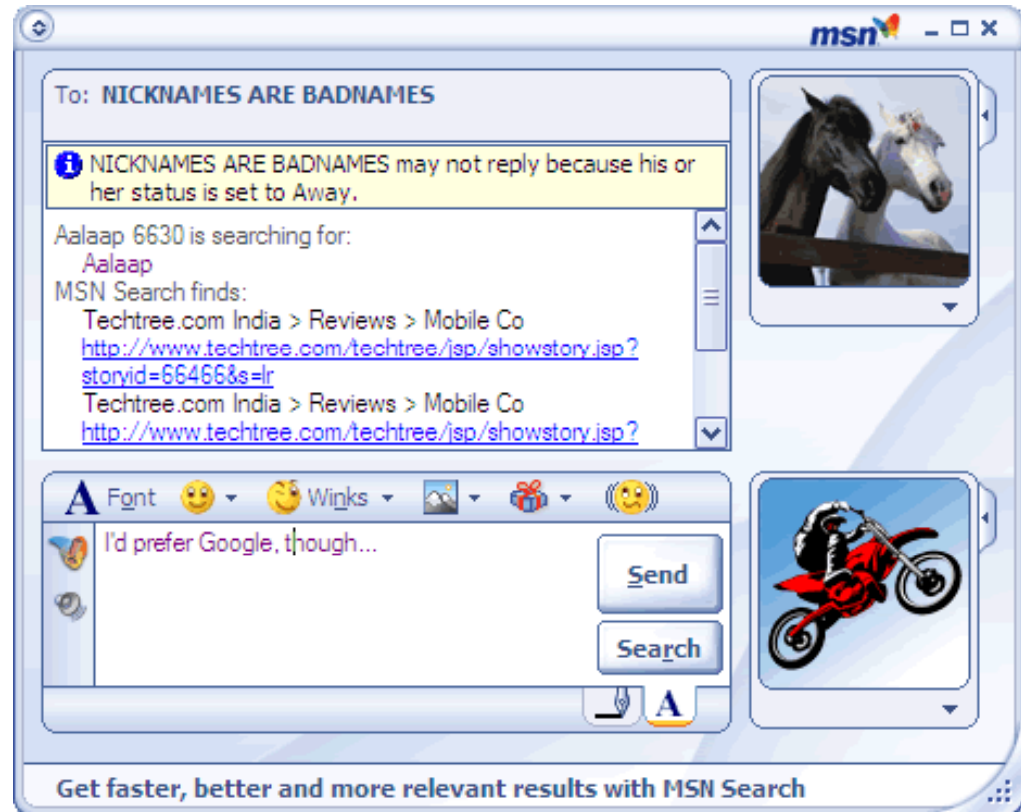 msn
To: NICKNAMES ARE BADNAMES
NICKNAMES ARE BADNAMES may not reply because his or
her status is set to Away.
Aalaap 6630 is searching for:
Aalaap
MSN Search finds:
Techtree.com India > Reviews > Mobile Co
http://www.techtree.com/techtree/jsp/showstory.jsp?
storyid=66466&s=lr
Techtree.com India > Reviews > Mobile Co
http://www.techtree.com/techtree/jsp/showstory.jsp?
A Font Winks
I'd prefer Google, though...
Send
Search
A
Get faster, better and more relevant results with MSN Search